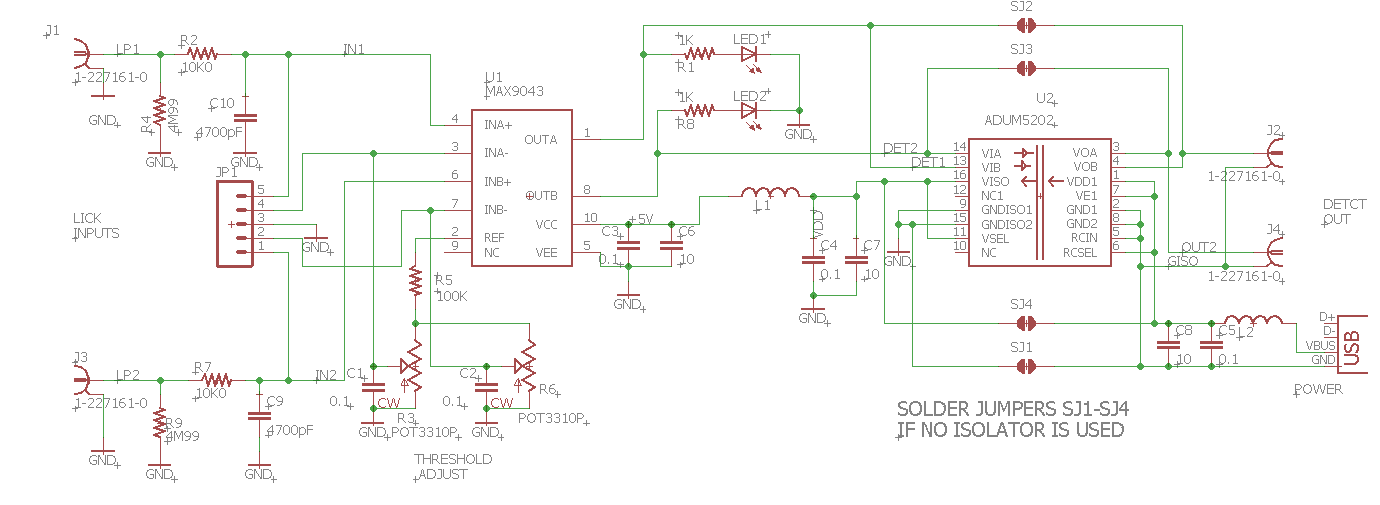 J1
LP1
1-227161-0
GND
R2
10K0
R4
4M99
GND
C10
4700pF
GND
IN1
JP1
5
4
3
2
1
GND
LICK
INPUTS
J3
LP2
1-227161-0
GND
R7
10K0
R9
4M99
GND
C9
4700pF
GND
IN2
U1
MAX9043
4
INA+
3
INA-
6
INB+
7
INB-
2
REF
9
NC
OUTA
1
OUTB
8
VCC
10
VEE
5
R5
100K
C1
0.1
GND
CW
R3
POT3310P
C2
0.1
GND
CW
R6
POT3310P
THRESHOLD
ADJUST
1K
R1
LED1
1K
R8
LED2
GND
+5V
C3
0.1
C6
10
GND
L1
VDD
C4
0.1
C7
10
GND
SJ2
SJ3
U2
ADUM5202
DET2
DET1
14
VIA
13
VIB
16
VISO
12
NC1
9
GNDISO1
15
GNDISO2
11
VSEL
10
NC
VOA
3
VOB
4
VDD1
1
VE1
7
GND1
2
GND2
8
RCIN
5
RCSEL
6
GND
SJ4
SJ1
J2
1-227161-0
DETCT
OUT
J4
OUT2
GISO
1-227161-0
C8
10
C5
0.1
L2
D+
D-
VBUS
GND
USB
POWER
SOLDER JUMPERS SJ1-SJ4
IF NO ISOLATOR IS USED